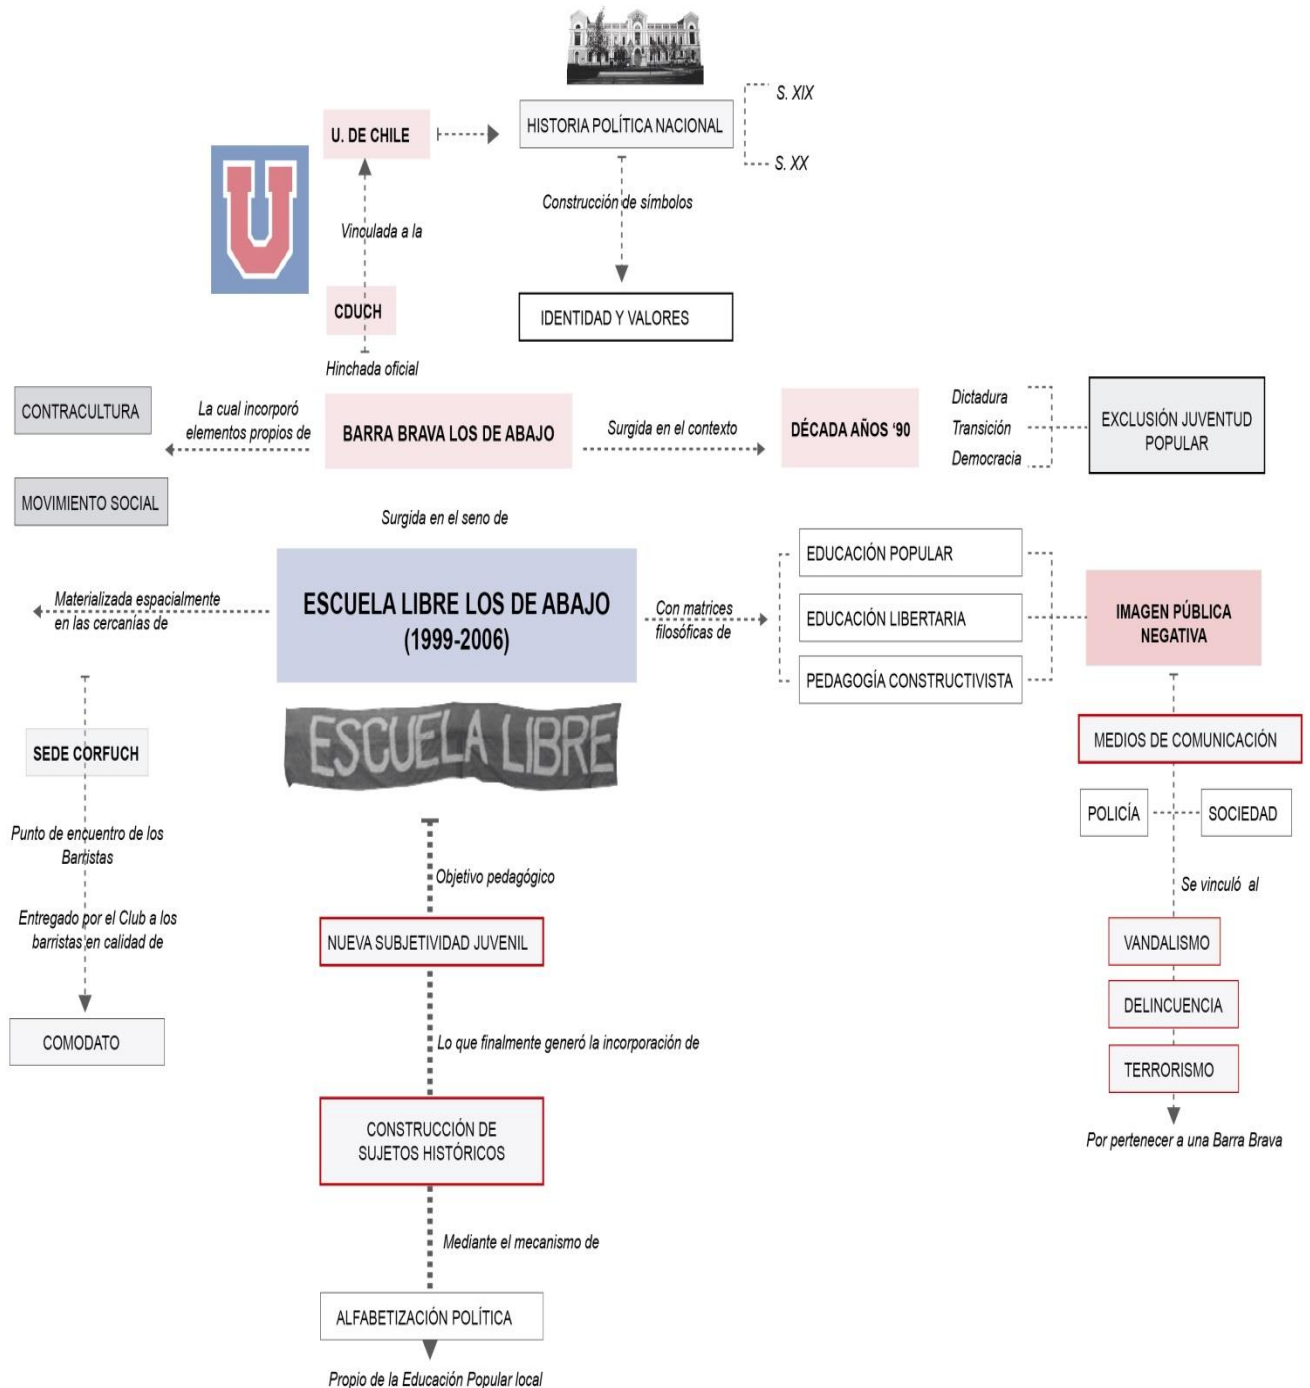 S. XIX
HISTORIA POLÍTICA NACIONAL
S. XX
U. DE CHILE
U
Vinculada a la
Construcción de símbolos
CDUCH
IDENTIDAD Y VALORES
Hinchada oficial
CONTRACULTURA
La cual incorporó
elementos propios de
BARRA BRAVA LOS DE ABAJO
Surgida en el contexto
DÉCADA AÑOS ‘90
Dictadura
Transición
Democracia
EXCLUSIÓN JUVENTUD
POPULAR
MOVIMIENTO SOCIAL
Surgida en el seno de
Materializada espacialmente
en las cercanías de
ESCUELA LIBRE LOS DE ABAJO
(1999-2006)
Con matrices
filosóficas de
EDUCACIÓN POPULAR
EDUCACIÓN LIBERTARIA
PEDAGOGÍA CONSTRUCTIVISTA
IMAGEN PÚBLICA
NEGATIVA
ESCUELA LIBRE
SEDE CORFUCH
MEDIOS DE COMUNICACIÓN
POLICÍA
SOCIEDAD
Punto de encuentro de los
Barristas
Objetivo pedagógico
Se vinculó al
Entregado por el Club a los
barristas en calidad de
NUEVA SUBJETIVIDAD JUVENIL
VANDALISMO
DELINCUENCIA
TERRORISMO
COMODATO
Lo que finalmente generó la incorporación de
Por pertenecer a una Barra Brava
CONSTRUCCIÓN DE
SUJETOS HISTÓRICOS
Mediante el mecanismo de
ALFABETIZACIÓN POLÍTICA
Propio de la Educación Popular local